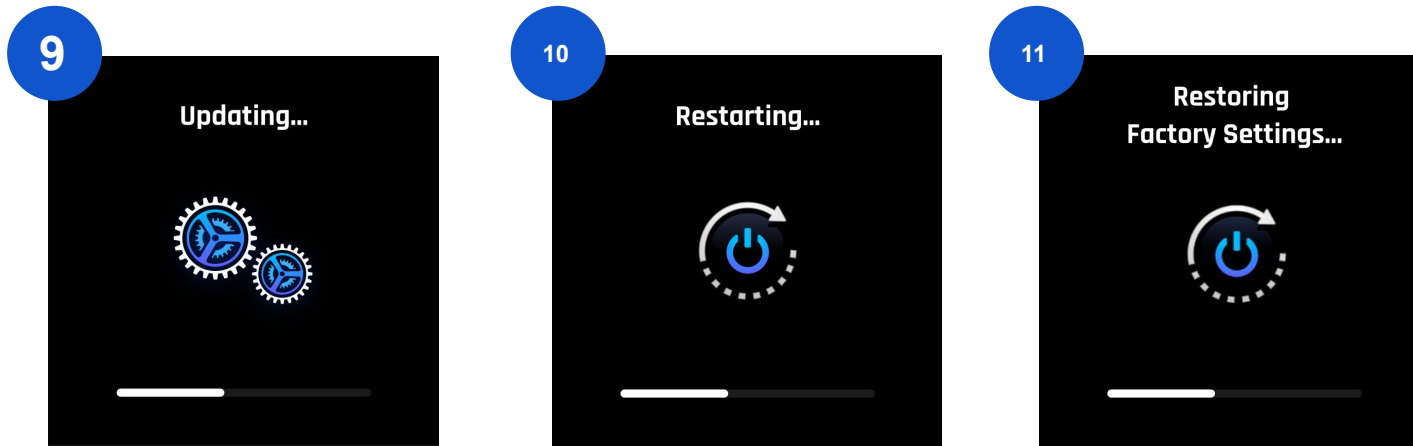 9
Updating...
10
Restarting...
11
Restoring
Factory Settings...